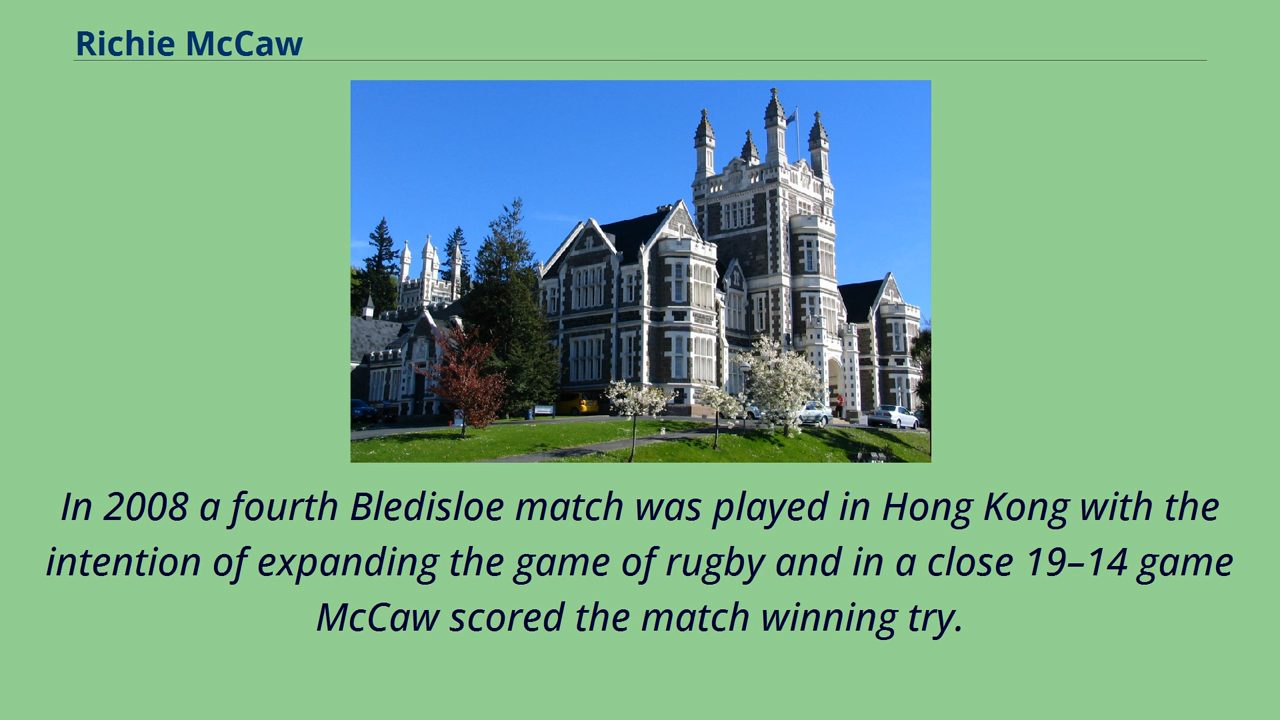 Richie McCaw
In 2008 a fourth Bledisloe match was played in Hong Kong with the
intention of expanding the game of rugby and in a close 19–14 game
McCaw scored the match winning try.